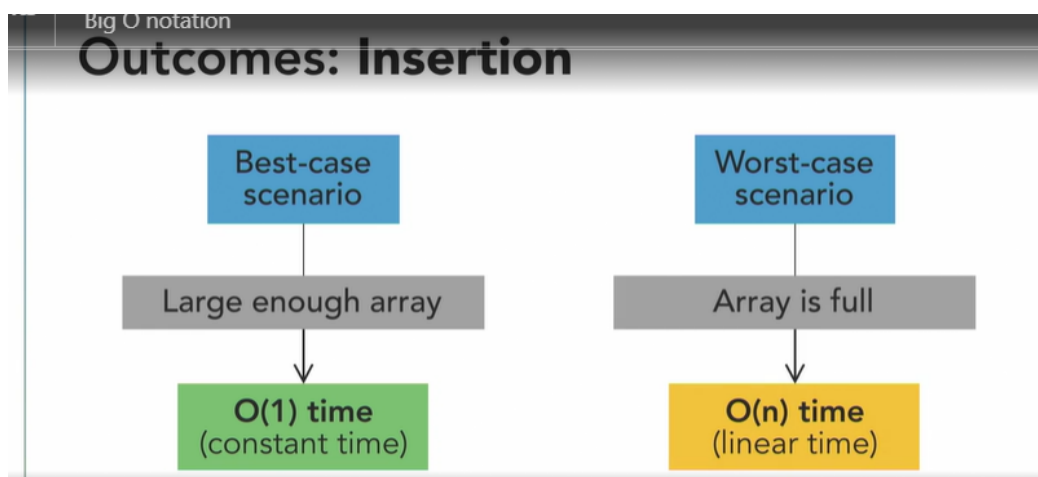 Big O notation
Outcomes: Insertion
Best-case
scenario
Worst-case
scenario
Large enough array
Array is full
O(1) time
(constant time)
O(n) time
(linear time)